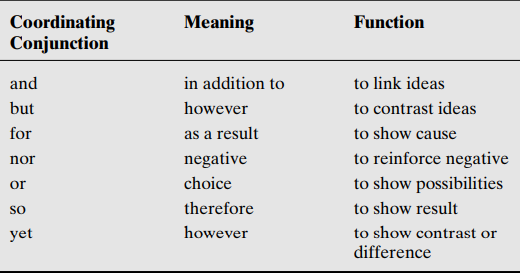 Coordinating Conjunction Meaning Function
and in addition to to link ideas
but however to contrast ideas
for as a result to show cause
nor negative to reinforce negative
or choice to show possibilities
so therefore to show result
yet however to show contrast or
difference